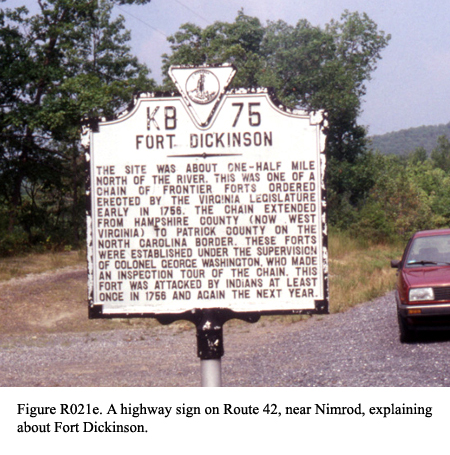 KB 75
FORT DICKINSON
THE SITE WAS ABOUT ONE-HALF MILE
NORTH OF THE RIVER. THIS WAS ONE OF A
CHAIN OF FRONTIER FORTS ORDERED
ERECTED BY THE VIRGINIA LEGISLATURE
EARLY IN 1756. THE CHAIN EXTENDED
FROM HAMPSHIRE COUNTY (NOW WEST
VIRGINIA) TO PATRICK COUNTY ON THE
NORTH CAROLINA BORDER. THESE FORTS
WERE ESTABLISHED UNDER THE SUPERVISION
OF COLONEL GEORGE WASHINGTON, WHO MADE
AN INSPECTION TOUR OF THE CHAIN. THIS
FORT WAS ATTACKED BY INDIANS AT LEAST
ONCE IN 1756 AND AGAIN THE NEXT YEAR.
Figure R021e. A highway sign on Route 42, near Nimrod, explaining
about Fort Dickinson.